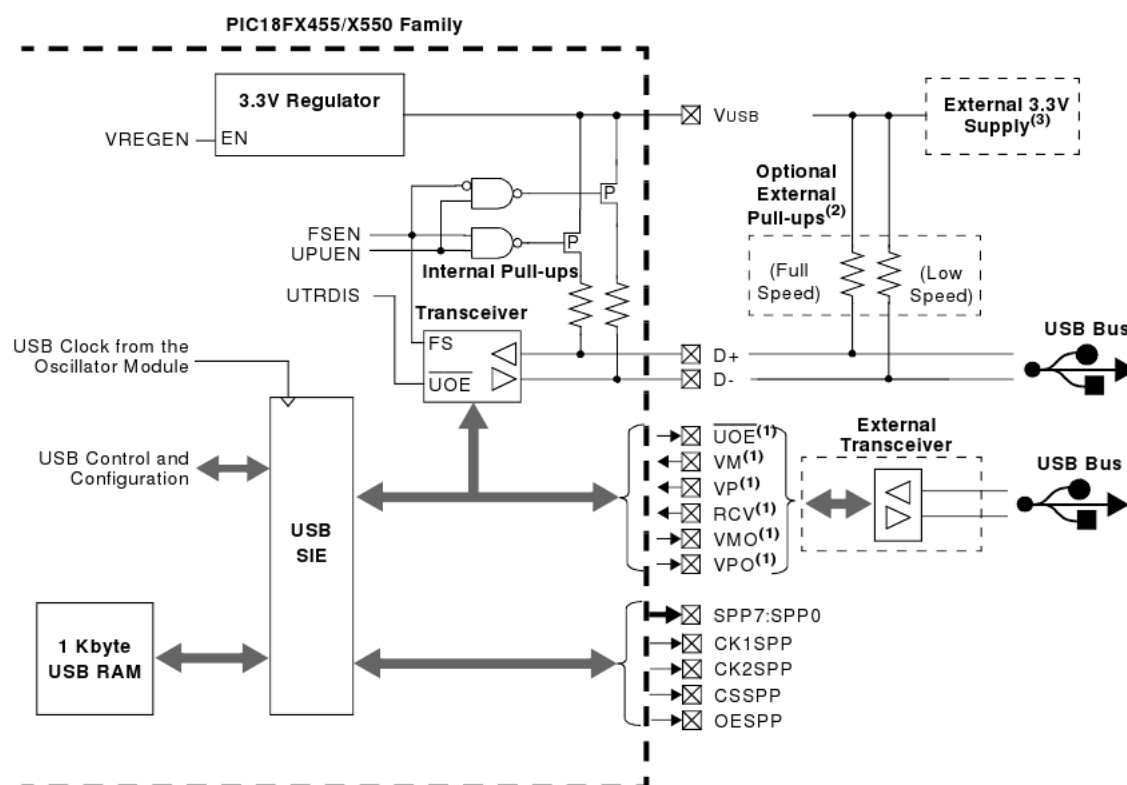 PIC18FX455/X550 Family
3.3V Regulator
VREGEN
EN
VUSB
External 3.3V
Supply(3)
Optional
External
Pull-ups(2)
P
FSEN
UPUEN
P
Internal Pull-ups
(Full
Speed)
(Low
Speed)
UTRDIS
Transceiver
FS
UOE
USB Clock from the
Oscillator Module
D+
D-
USB Bus
USB Control and
Configuration
USB
SIE
UOE(1)
VM(1)
VP(1)
RCV(1)
VMO(1)
VPO(1)
External
Transceiver
USB Bus
1 Kbyte
USB RAM
SPP7:SPP0
CK1SPP
CK2SPP
CSSPP
OESPP